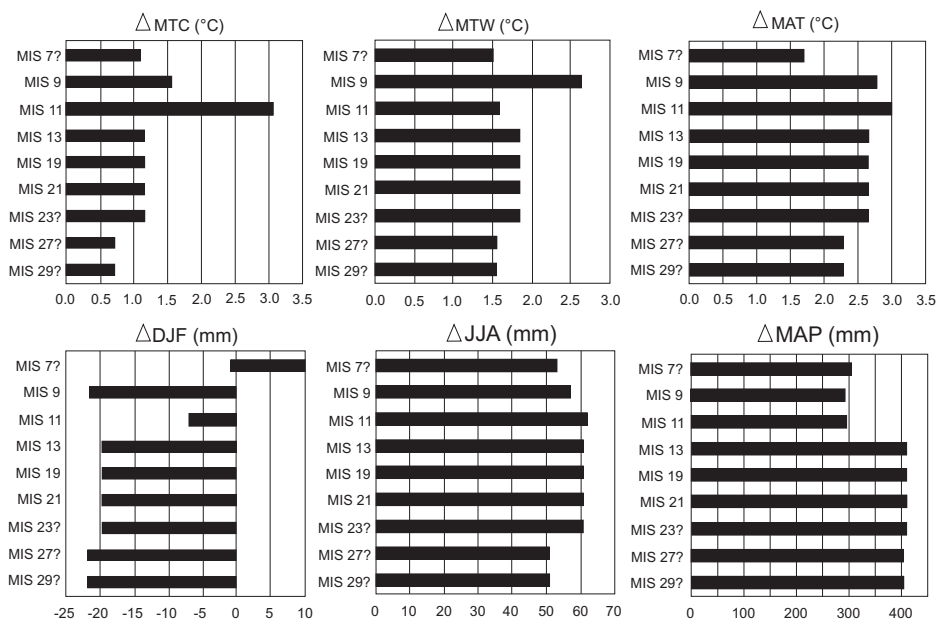 △MTC (°C)
MIS 7?
MIS 9
MIS 11
MIS 13
MIS 19
MIS 21
MIS 23?
MIS 27?
MIS 29?
0.0 0.5 1.0 1.5 2.0 2.5 3.0 3.5
△MTW (°C)
MIS 7?
MIS 9
MIS 11
MIS 13
MIS 19
MIS 21
MIS 23?
MIS 27?
MIS 29?
0.0 0.5 1.0 1.5 2.0 2.5 3.0
△MAT (°C)
MIS 7?
MIS 9
MIS 11
MIS 13
MIS 19
MIS 21
MIS 23?
MIS 27?
MIS 29?
0.0 0.5 1.0 1.5 2.0 2.5 3.0 3.5
△DJF (mm)
MIS 7?
MIS 9
MIS 11
MIS 13
MIS 19
MIS 21
MIS 23?
MIS 27?
MIS 29?
-25 -20 -15 -10 -5 0 5 10
△JJA (mm)
MIS 7?
MIS 9
MIS 11
MIS 13
MIS 19
MIS 21
MIS 23?
MIS 27?
MIS 29?
0 10 20 30 40 50 60 70
△MAP (mm)
MIS 7?
MIS 9
MIS 11
MIS 13
MIS 19
MIS 21
MIS 23?
MIS 27?
MIS 29?
0 100 200 300 400